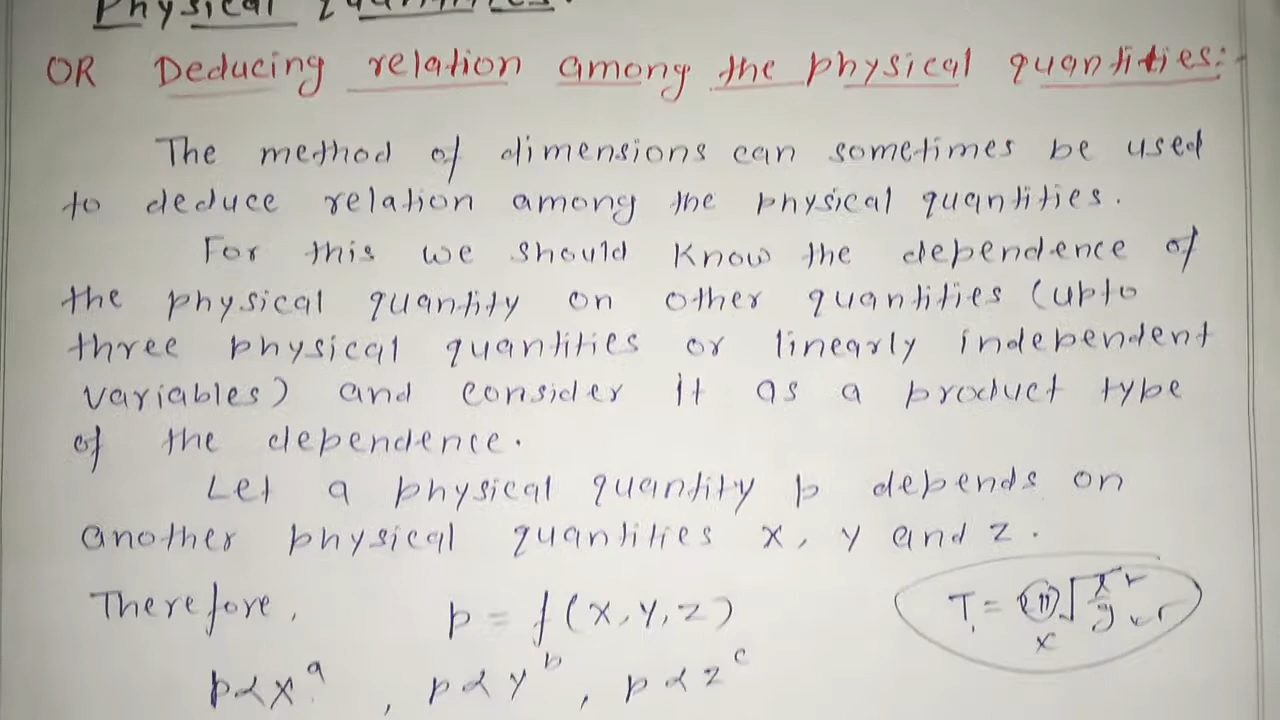 Physical quantities:
OR Deducing relation among the physical quantities:-
The method of dimensions can sometimes be used
to deduce relation among the physical quantities.
For this we should know the dependence of
the physical quantity on other quantities (upto
three physical quantities or linearly independent
variables) and consider it as a product type
of the dependence.
Let a physical quantity p depends on
another physical quantities x, y and z.
Therefore, p = f(x,y,z)
p∝x^a , p∝y^b , p∝z^c